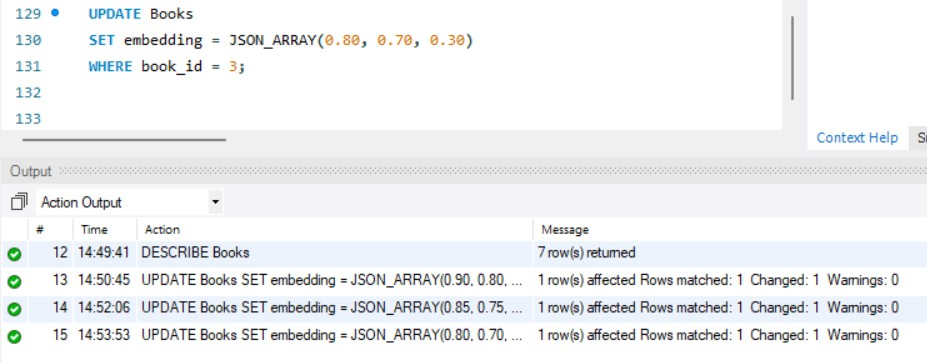 129 UPDATE Books
130 SET embedding = JSON_ARRAY(0.80, 0.70, 0.30)
131 WHERE book_id = 3;
132
133
Context Help
Output
Action Output
# Time Action Message
12 14:49:41 DESCRIBE Books 7 row(s) returned
13 14:50:45 UPDATE Books SET embedding = JSON_ARRAY(0.90, 0.80, ... 1 row(s) affected Rows matched: 1 Changed: 1 Warnings: 0
14 14:52:06 UPDATE Books SET embedding = JSON_ARRAY(0.85, 0.75, ... 1 row(s) affected Rows matched: 1 Changed: 1 Warnings: 0
15 14:53:53 UPDATE Books SET embedding = JSON_ARRAY(0.80, 0.70, ... 1 row(s) affected Rows matched: 1 Changed: 1 Warnings: 0